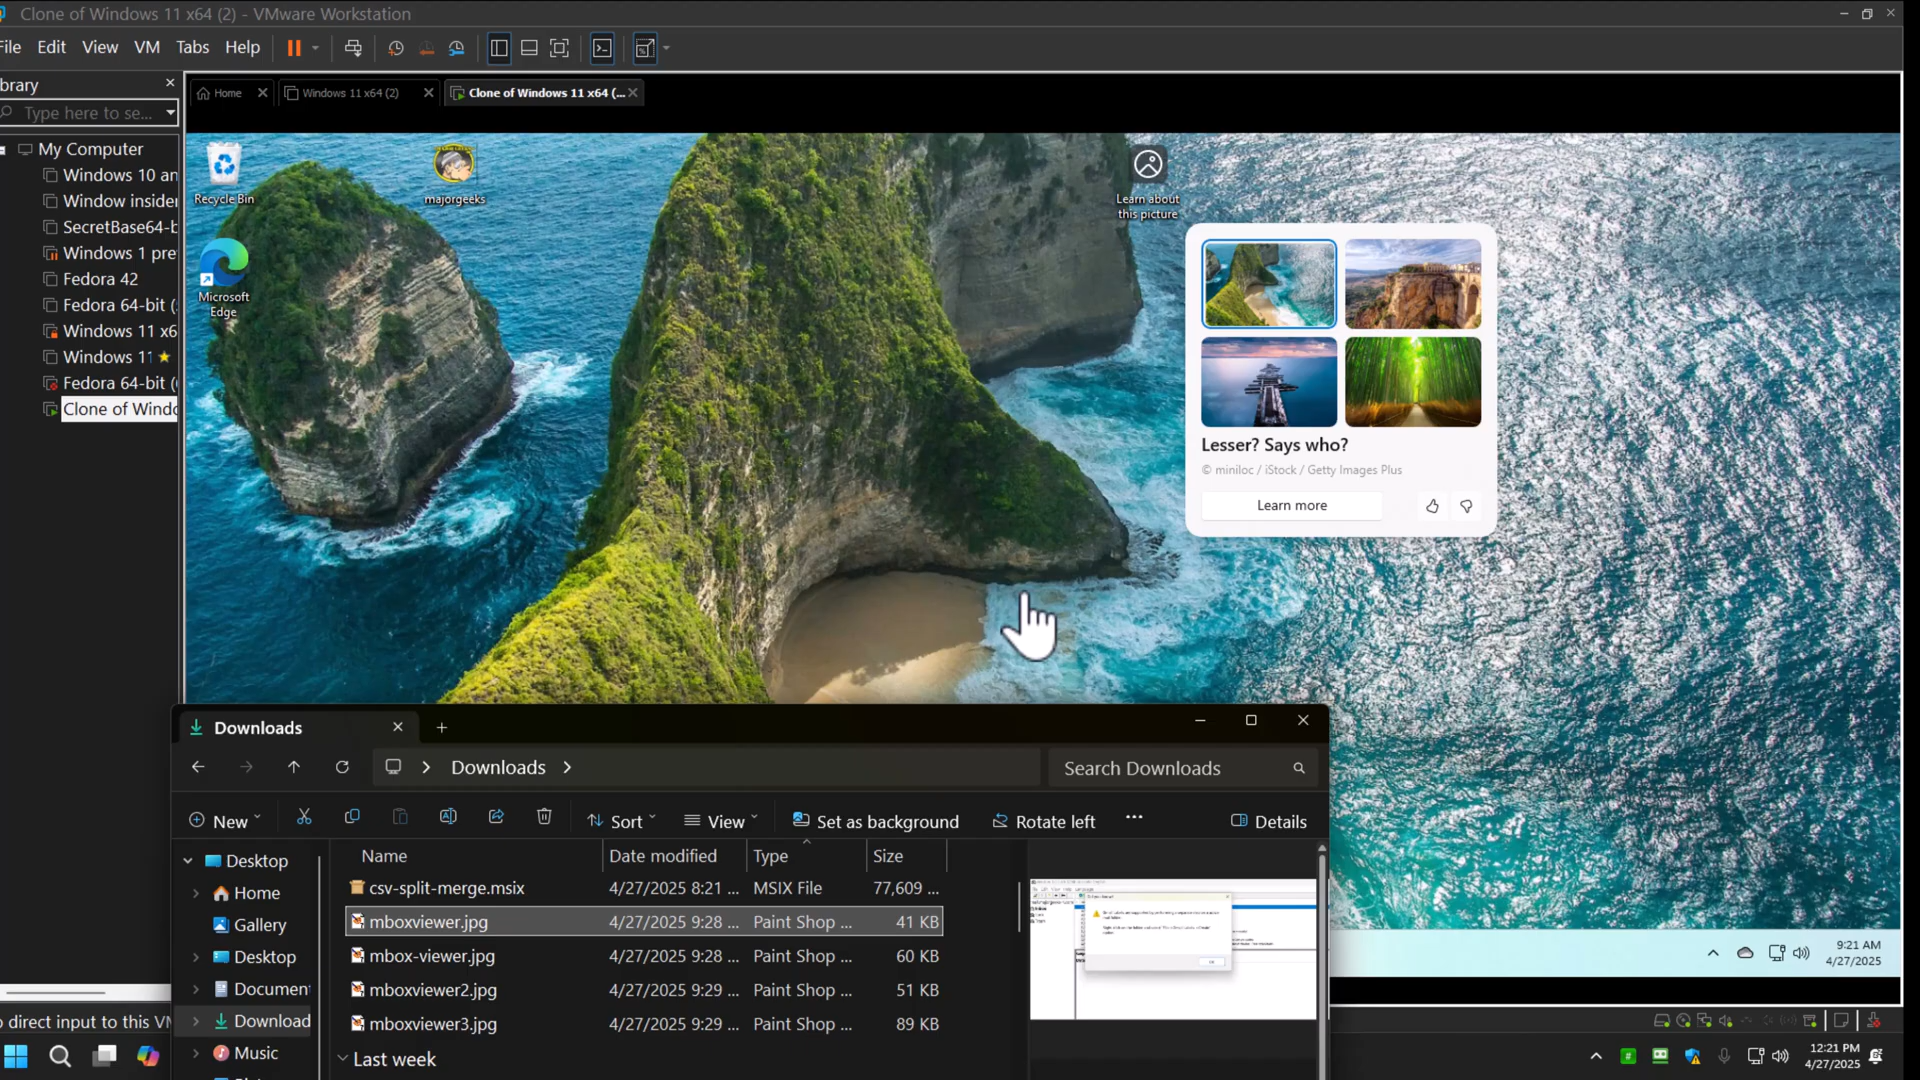 Clone of Windows 11 x64 (2) - VMware Workstation
File Edit View VM Tabs Help
brary
Type here to se...
Home
Windows 11 x64 (2)
Clone of Windows 11 x64 (...
My Computer
Windows 10 an
Window insider
SecretBase64-b
Windows 1 pre
Fedora 42
Fedora 64-bit (
Windows 11 x6
Windows 11
Fedora 64-bit (
Clone of Windo
Recycle Bin
majorgeeks
Microsoft
Edge
Learn about
this picture
Lesser? Says who?
© miniloc / iStock / Getty Images Plus
Learn more
Downloads
Downloads
Search Downloads
New
Sort
View
Set as background
Rotate left
Details
Desktop
Home
Gallery
Desktop
Document
Download
Music
Name Date modified Type Size
csv-split-merge.msix 4/27/2025 8:21 ... MSIX File 77,609 ...
mboxviewer.jpg 4/27/2025 9:28 ... Paint Shop ... 41 KB
mbox-viewer.jpg 4/27/2025 9:28 ... Paint Shop ... 60 KB
mboxviewer2.jpg 4/27/2025 9:29 ... Paint Shop ... 51 KB
mboxviewer3.jpg 4/27/2025 9:29 ... Paint Shop ... 89 KB
Last week
9:21 AM
4/27/2025
o direct input to this VM
12:21 PM
4/27/2025